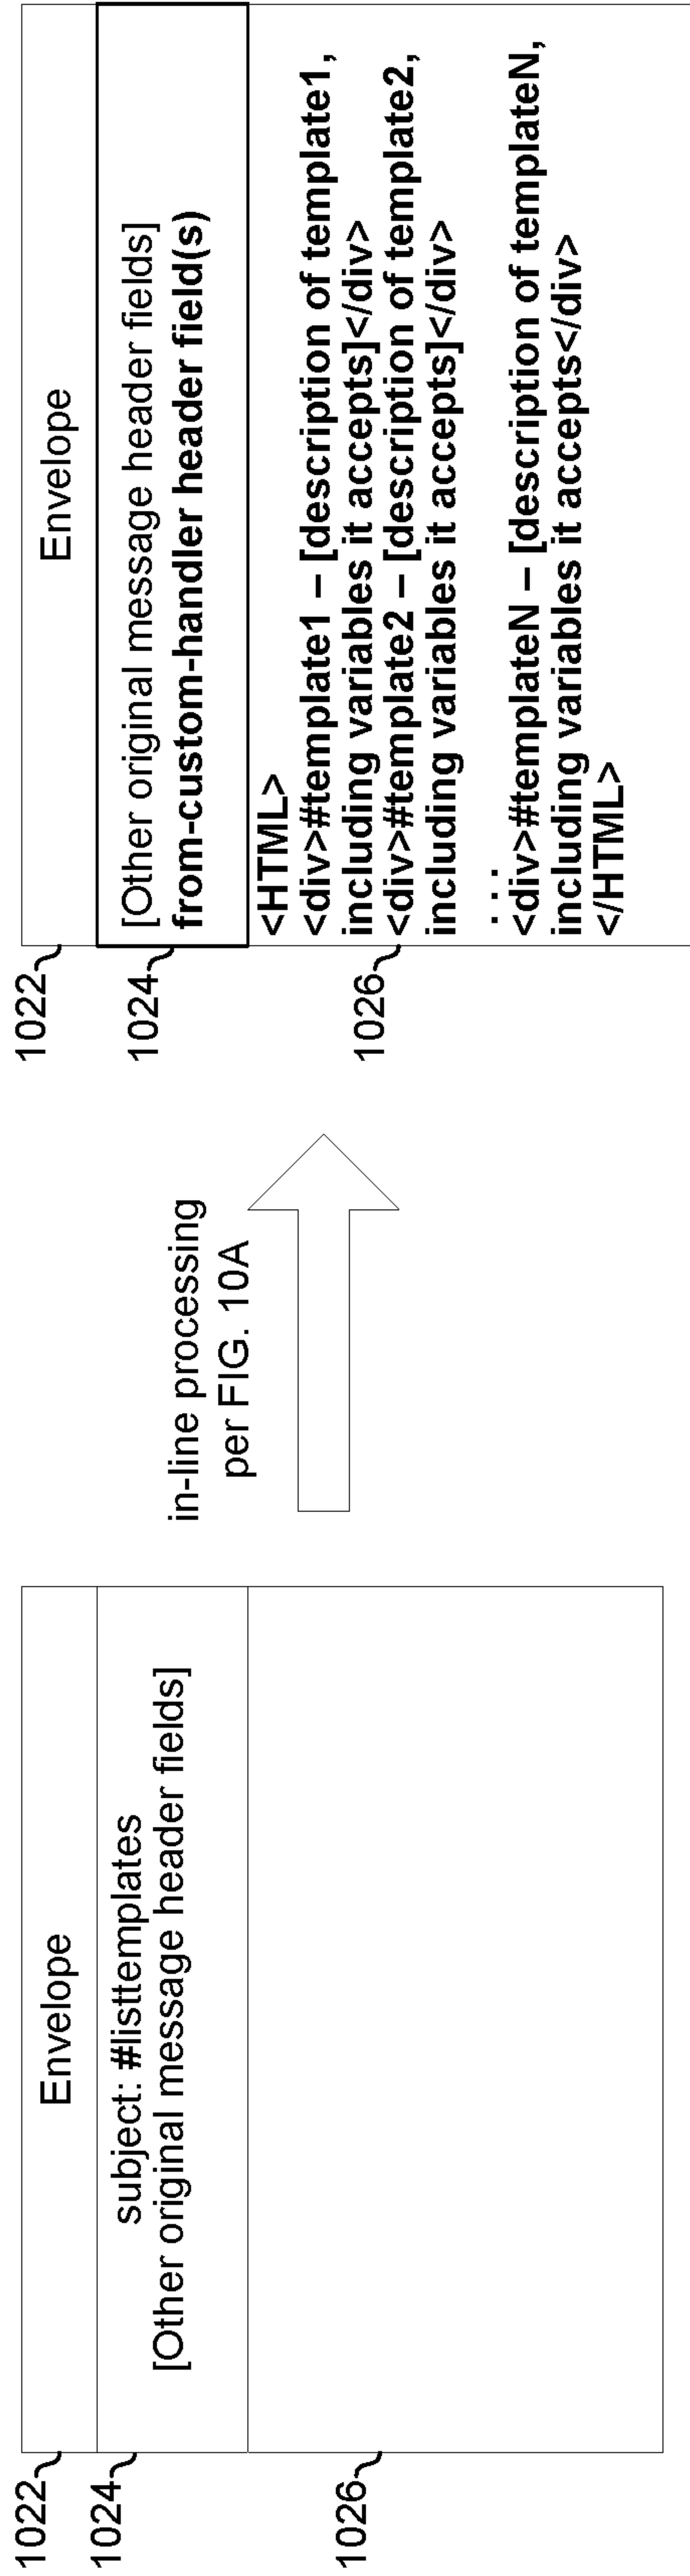 1022
Envelope
1024
subject: #listtemplates
[Other original message header fields]
1026
in-line processing
per FIG. 10A
1022
Envelope
1024
[Other original message header fields]
from-custom-handler header field(s)
1026
<HTML>
<div>#template1 – [description of template1,
including variables it accepts]</div>
<div>#template2 – [description of template2,
including variables it accepts]</div>
. . .
<div>#templateN – [description of templateN,
including variables it accepts</div>
</HTML>